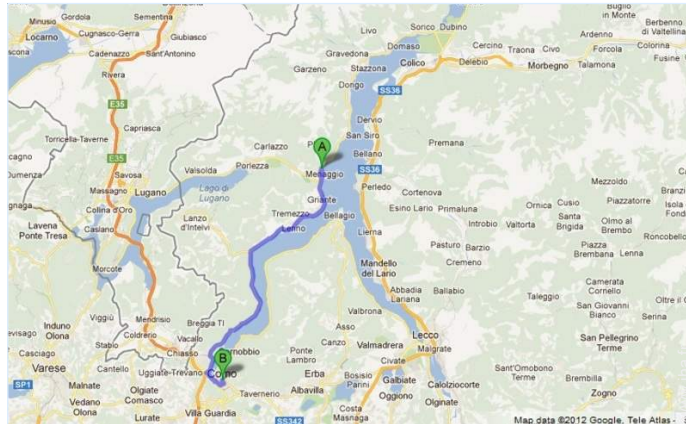 Gordola
Sementina
Minusio
Giubiasco
Locarno
Cugnasco-Gerra
Cadenazzo
Sant'Antonino
Rivera
E35
Capriasca
Torricella-Taverne
E35
Savosa
Massagno
Lugano
Collina d'Oro
Caslano
Lavena
Ponte Tresa
Morcote
Valsolda
Porlezza
Carlazzo
Lago di
Lugano
Lanzo
d'Intelvi
Livo
Sorico
Dubino
Gravedona
Domaso
Stazzona
Garzeno
Dongo
Colico
SS36
Cercino
Delebio
Traona
Civo
Morbegno
Ardenno
Forcola
Talamona
Buglio
in Monte
Berbenno
di Valtellina
Colorina
Fusine
Dervio
San Siro
Bellano
SS36
Premana
A
Menaggio
Perledo
Griante
Tremezzo
Lenno
Bellagio
Cortenova
Esino Lario
Primaluna
Introbio
Valtorta
Lierna
Pasturo
Barzio
Cremeno
Mandello
del Lario
Abbadia
Lariana
Ballabio
Mezzoldo
Ornica
Cusio
Piazzatorre
Santa
Brigida
Olmo al
Brembo
Piazza
Brembana
Lenna
Roncobello
Taleggio
Camerata
Cornello
San Giovanni
Bianco
Serina
San Pellegrino
Terme
Sant'Omobono
Terme
Brembilla
Zogno
Valbrona
Asso
Canzo
Valmadrera
Lecco
Malgrate
Civate
Galbiate
Oggiono
Calolziocorte
Olginate
Ponte
Lambro
Erba
Albavilla
Bosisio
Parini
Costa
Masnaga
Mendrisio
Coldrerio
Vacallo
Chiasso
Breggia TI
B
Como
Tavernerio
Viggiù
Induno
Olona
Stabio
Casciago
Varese
Cantello
Uggiate-Trevano
SP1
Malnate
Vedano
Olona
Olgiate
Comasco
Lurate
Villa Guardia
SS342
Map data ©2012 Google, Tele Atlas -